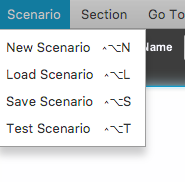 Scenario Section Go To
Name
New Scenario ^⌥N
Load Scenario ^⌥L
Save Scenario ^⌥S
Test Scenario ^⌥T